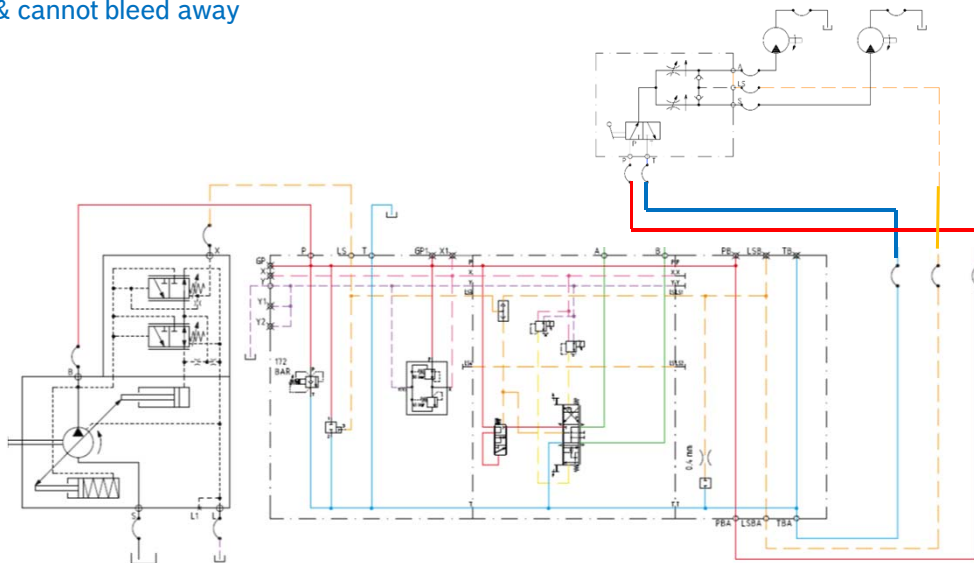 & cannot bleed away
A
LS
S
P
P T
X
P LS T GP1 X1 A B PB LSB TB
GP
X
Y
Y1
Y2
172
BAR
B
0.4 mm
T
S L1 L
PBA LSBA TBA